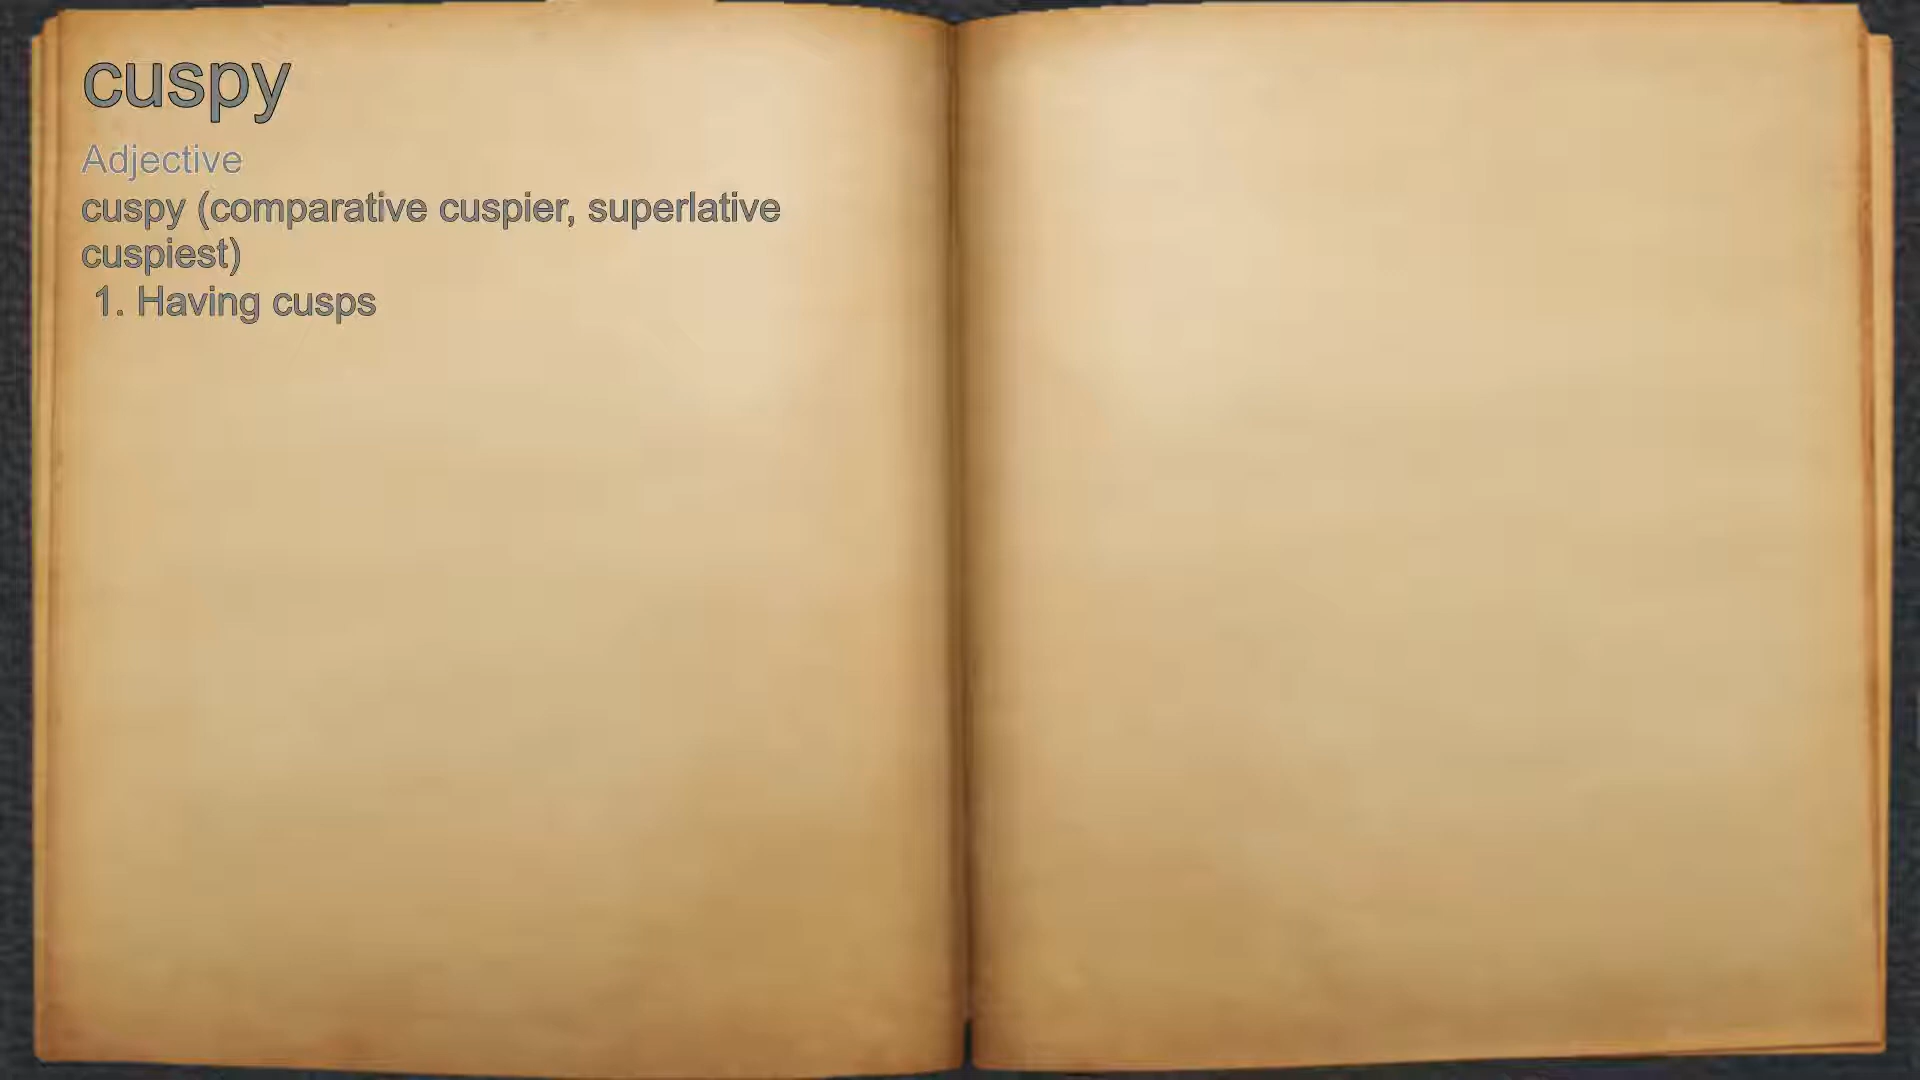 cuspy
Adjective
cuspy (comparative cuspier, superlative
cuspiest)
1. Having cusps